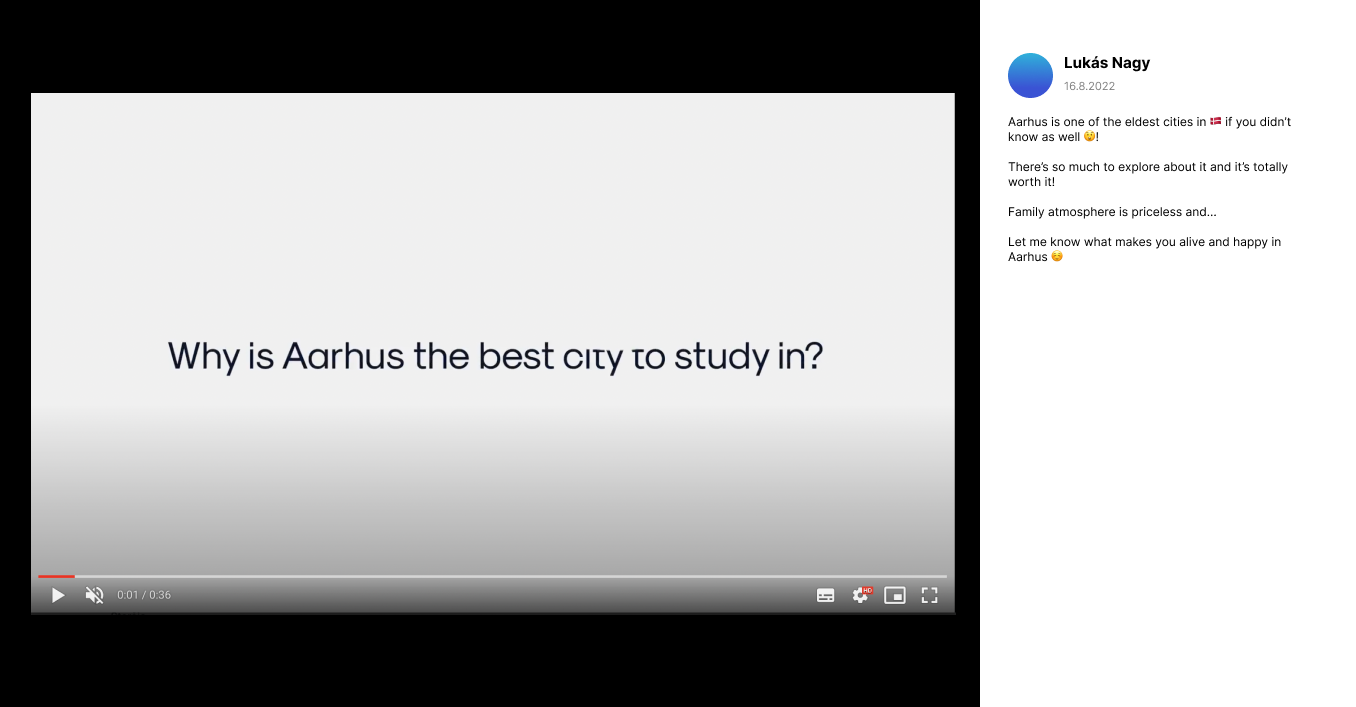 Why is Aarhus the best city to study in?
0:01 / 0:36
HD
Lukás Nagy
16.8.2022
Aarhus is one of the eldest cities in 🇩🇰 if you didn't
know as well 😯!
There's so much to explore about it and it's totally
worth it!
Family atmosphere is priceless and...
Let me know what makes you alive and happy in
Aarhus ☺️